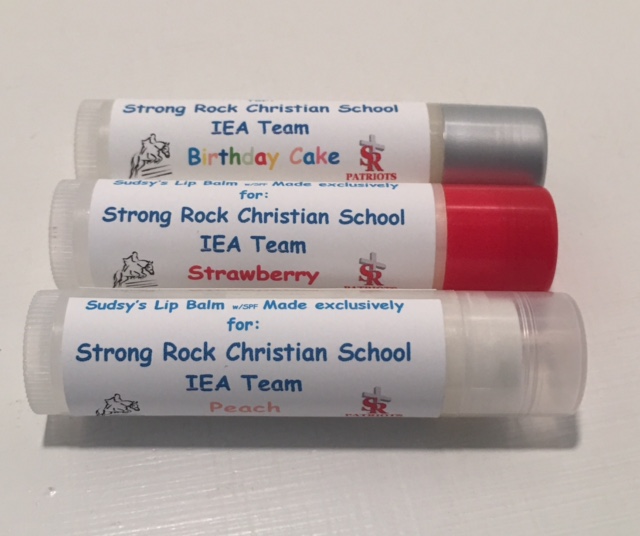 Strong Rock Christian School
IEA Team
Birthday Cake
SR
PATRIOTS
Sudsy's Lip Balm w/SPF Made exclusively
for:
Strong Rock Christian School
IEA Team
Strawberry
SR
Sudsy's Lip Balm w/SPF Made exclusively
for:
Strong Rock Christian School
IEA Team
Peach
SR
PATRIOTS